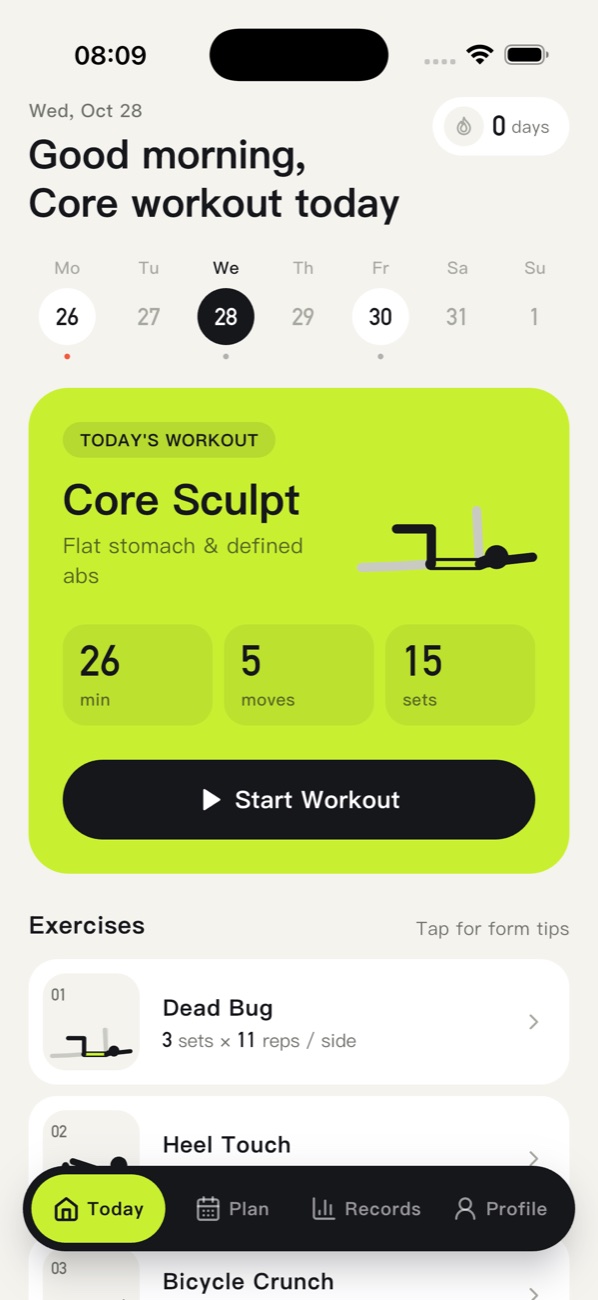 08:09
Wed, Oct 28
0 days
Good morning,
Core workout today
Mo Tu We Th Fr Sa Su
26 27 28 29 30 31 1
TODAY'S WORKOUT
Core Sculpt
Flat stomach & defined
abs
26 5 15
min moves sets
Start Workout
Exercises
Tap for form tips
01
Dead Bug
3 sets × 11 reps / side
02
Heel Touch
Today Plan Records Profile
03
Bicycle Crunch